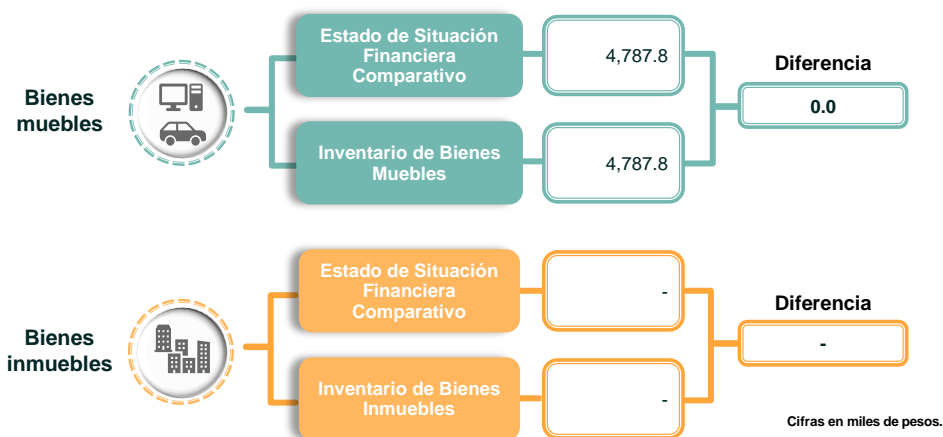 Bienes
muebles
Estado de Situación
Financiera
Comparativo
4,787.8
Inventario de Bienes
Muebles
4,787.8
Diferencia
0.0
Bienes
inmuebles
Estado de Situación
Financiera
Comparativo
-
Inventario de Bienes
Inmuebles
-
Diferencia
-
Cifras en miles de pesos.